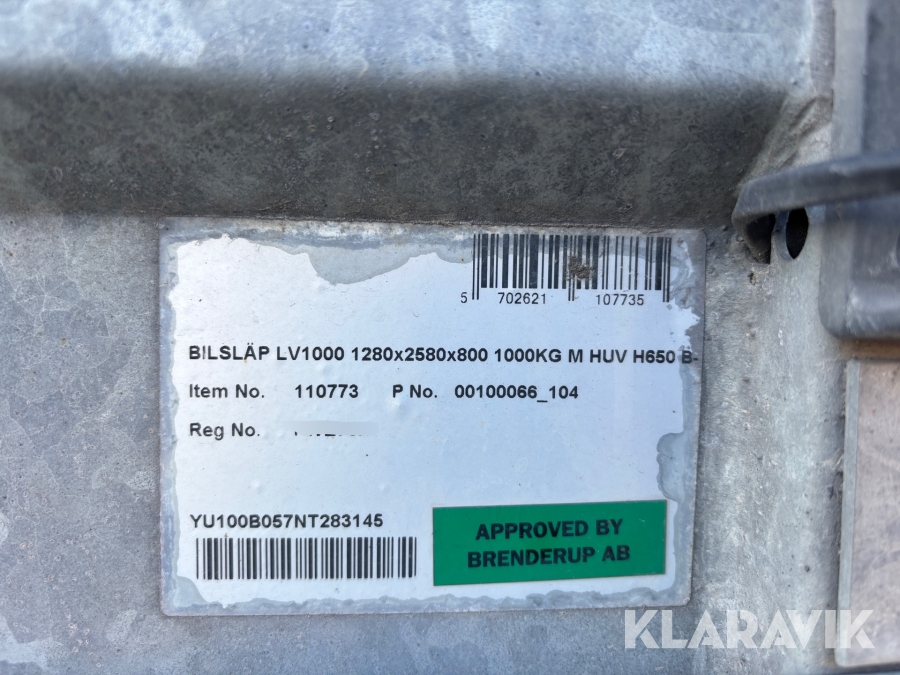 5 702621 107735
BILSLÄP LV1000 1280x2580x800 1000KG M HUV H650 B-
Item No. 110773 P No. 00100066_104
Reg No.
YU100B057NT283145
APPROVED BY
BRENDERUP AB
KLARAVIK